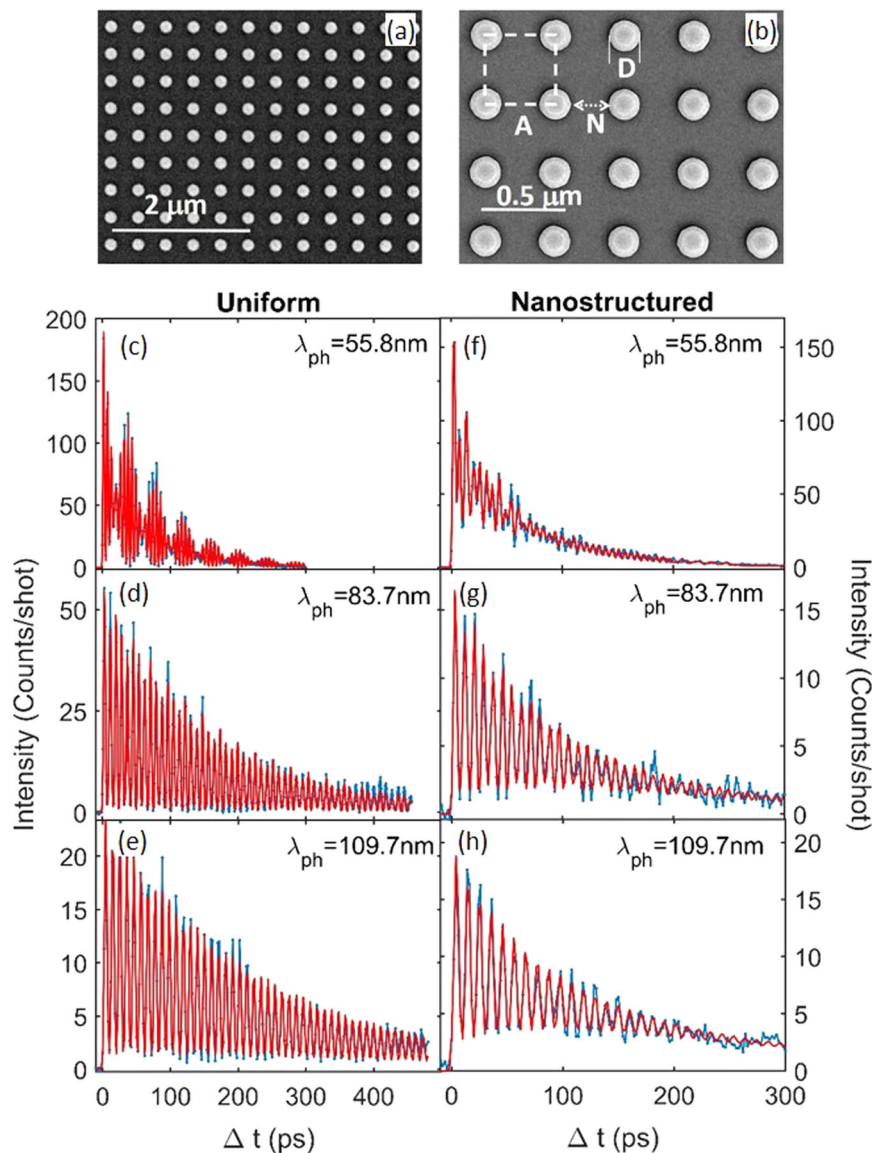 (a)
2 μm
(b)
D
A
N
0.5 μm
Uniform
Nanostructured
(c)
λph=55.8nm
200
150
100
50
0
(f)
λph=55.8nm
150
100
50
0
(d)
λph=83.7nm
50
25
0
(g)
λph=83.7nm
15
10
5
0
(e)
λph=109.7nm
20
15
10
5
0
(h)
λph=109.7nm
20
15
10
5
0
Intensity (Counts/shot)
Intensity (Counts/shot)
0 100 200 300 400
0 100 200 300
Δ t (ps)
Δ t (ps)